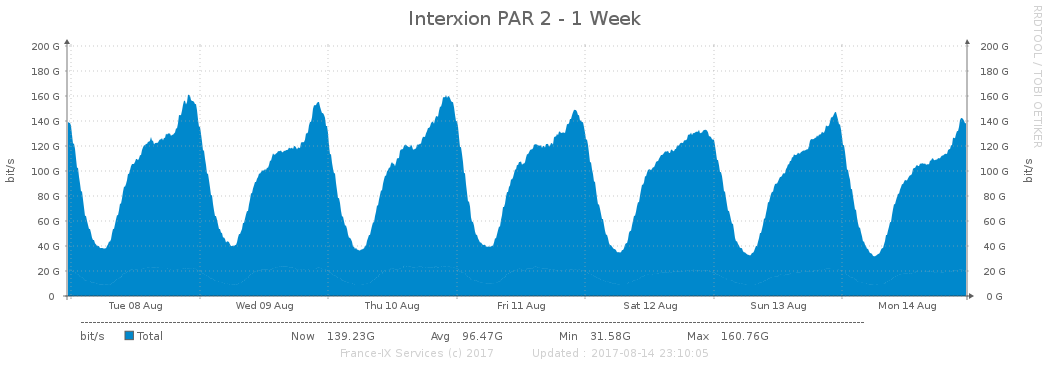 Interxion PAR 2 - 1 Week
RRDTOOL / TOBI OETIKER
200 G 200 G
180 G 180 G
160 G 160 G
140 G 140 G
120 G 120 G
100 G 100 G
80 G 80 G
60 G 60 G
40 G 40 G
20 G 20 G
0 0 G
bit/s bit/s
Tue 08 Aug Wed 09 Aug Thu 10 Aug Fri 11 Aug Sat 12 Aug Sun 13 Aug Mon 14 Aug
bit/s Total Now 139.23G Avg 96.47G Min 31.58G Max 160.76G
France-IX Services (c) 2017 Updated : 2017-08-14 23:10:05